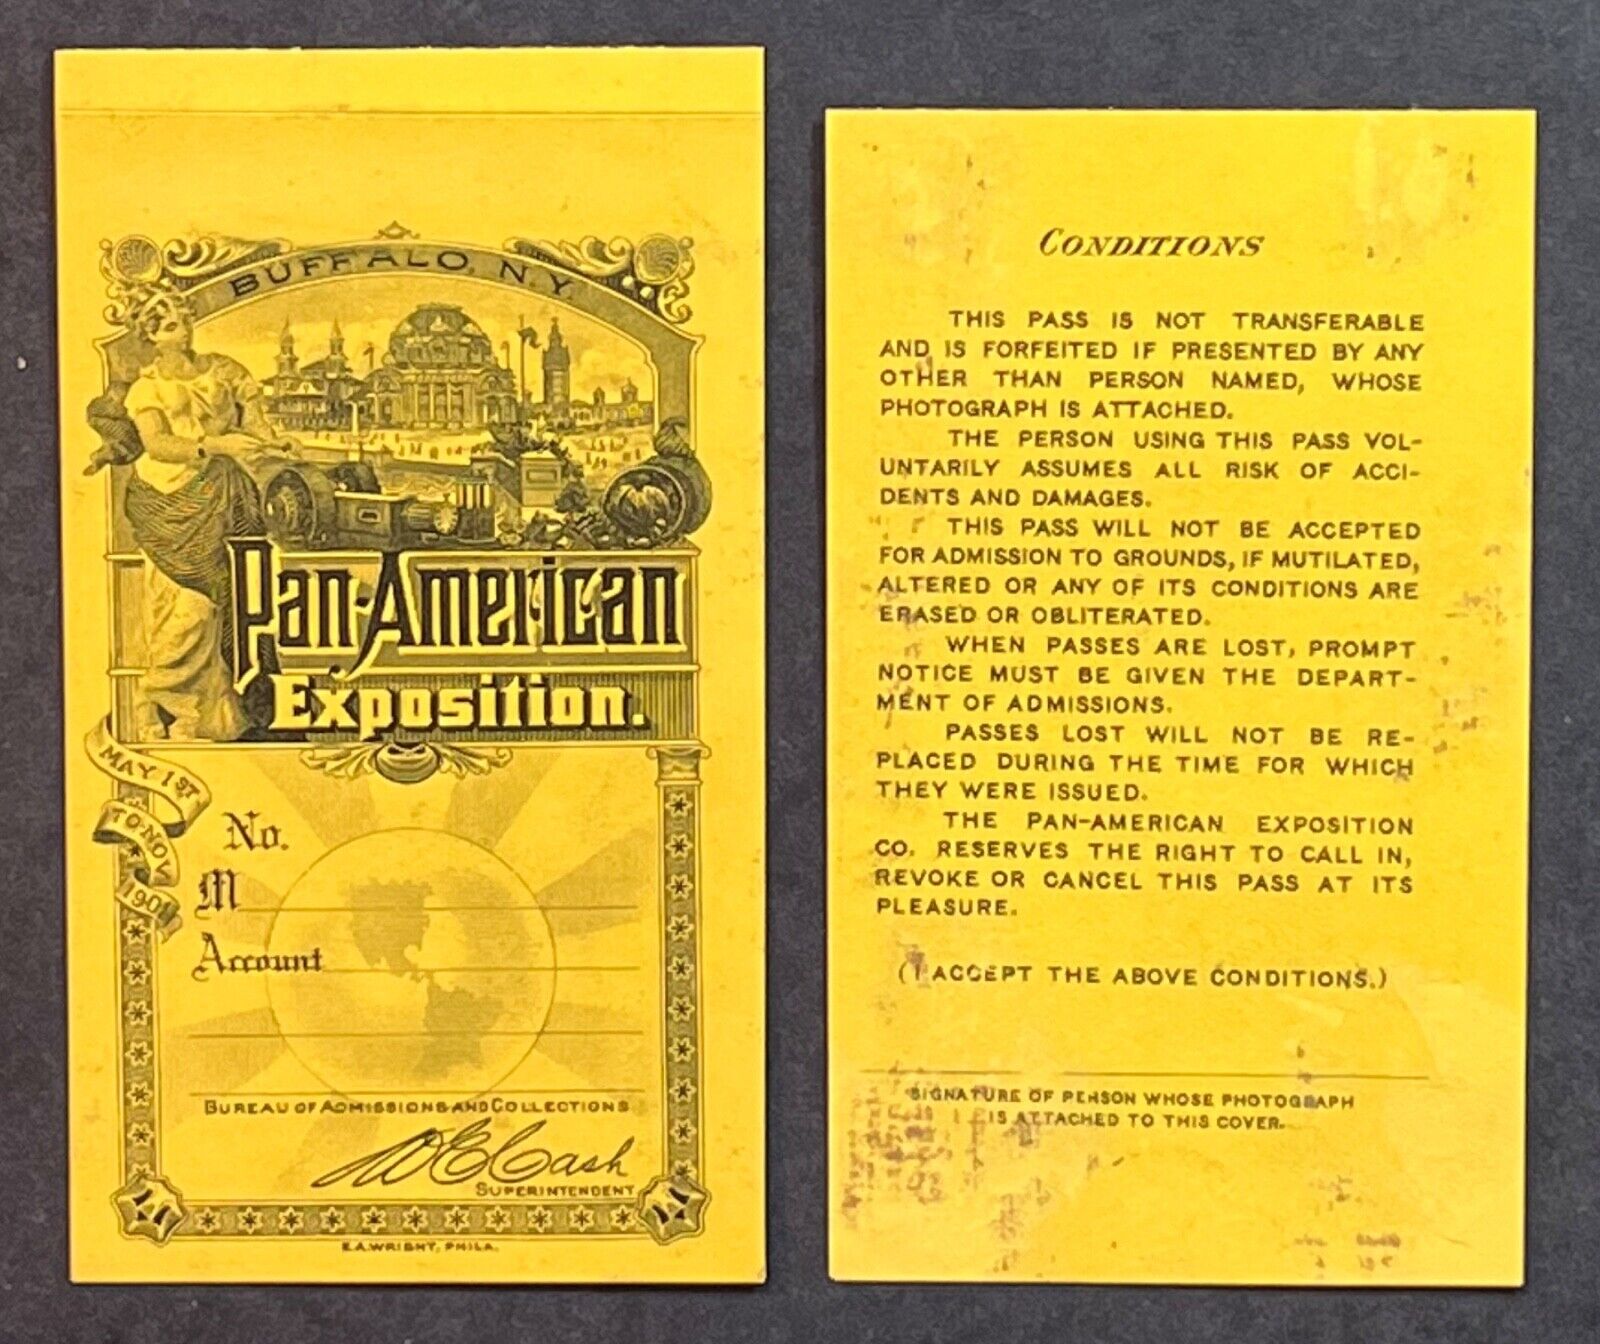 BUFFALO, N.Y.
Pan-American
Exposition.
MAY 1ST
TO NOV.
1901
No.
M
Account
BUREAU OF ADMISSIONS AND COLLECTIONS
D E Cash
SUPERINTENDENT
E.A.WRIGHT, PHILA.
CONDITIONS
THIS PASS IS NOT TRANSFERABLE
AND IS FORFEITED IF PRESENTED BY ANY
OTHER THAN PERSON NAMED, WHOSE
PHOTOGRAPH IS ATTACHED.
THE PERSON USING THIS PASS VOL-
UNTARILY ASSUMES ALL RISK OF ACCI-
DENTS AND DAMAGES.
THIS PASS WILL NOT BE ACCEPTED
FOR ADMISSION TO GROUNDS, IF MUTILATED,
ALTERED OR ANY OF ITS CONDITIONS ARE
ERASED OR OBLITERATED.
WHEN PASSES ARE LOST, PROMPT
NOTICE MUST BE GIVEN THE DEPART-
MENT OF ADMISSIONS.
PASSES LOST WILL NOT BE RE-
PLACED DURING THE TIME FOR WHICH
THEY WERE ISSUED.
THE PAN-AMERICAN EXPOSITION
CO. RESERVES THE RIGHT TO CALL IN,
REVOKE OR CANCEL THIS PASS AT ITS
PLEASURE.
(I ACCEPT THE ABOVE CONDITIONS.)
SIGNATURE OF PERSON WHOSE PHOTOGRAPH
IS ATTACHED TO THIS COVER.